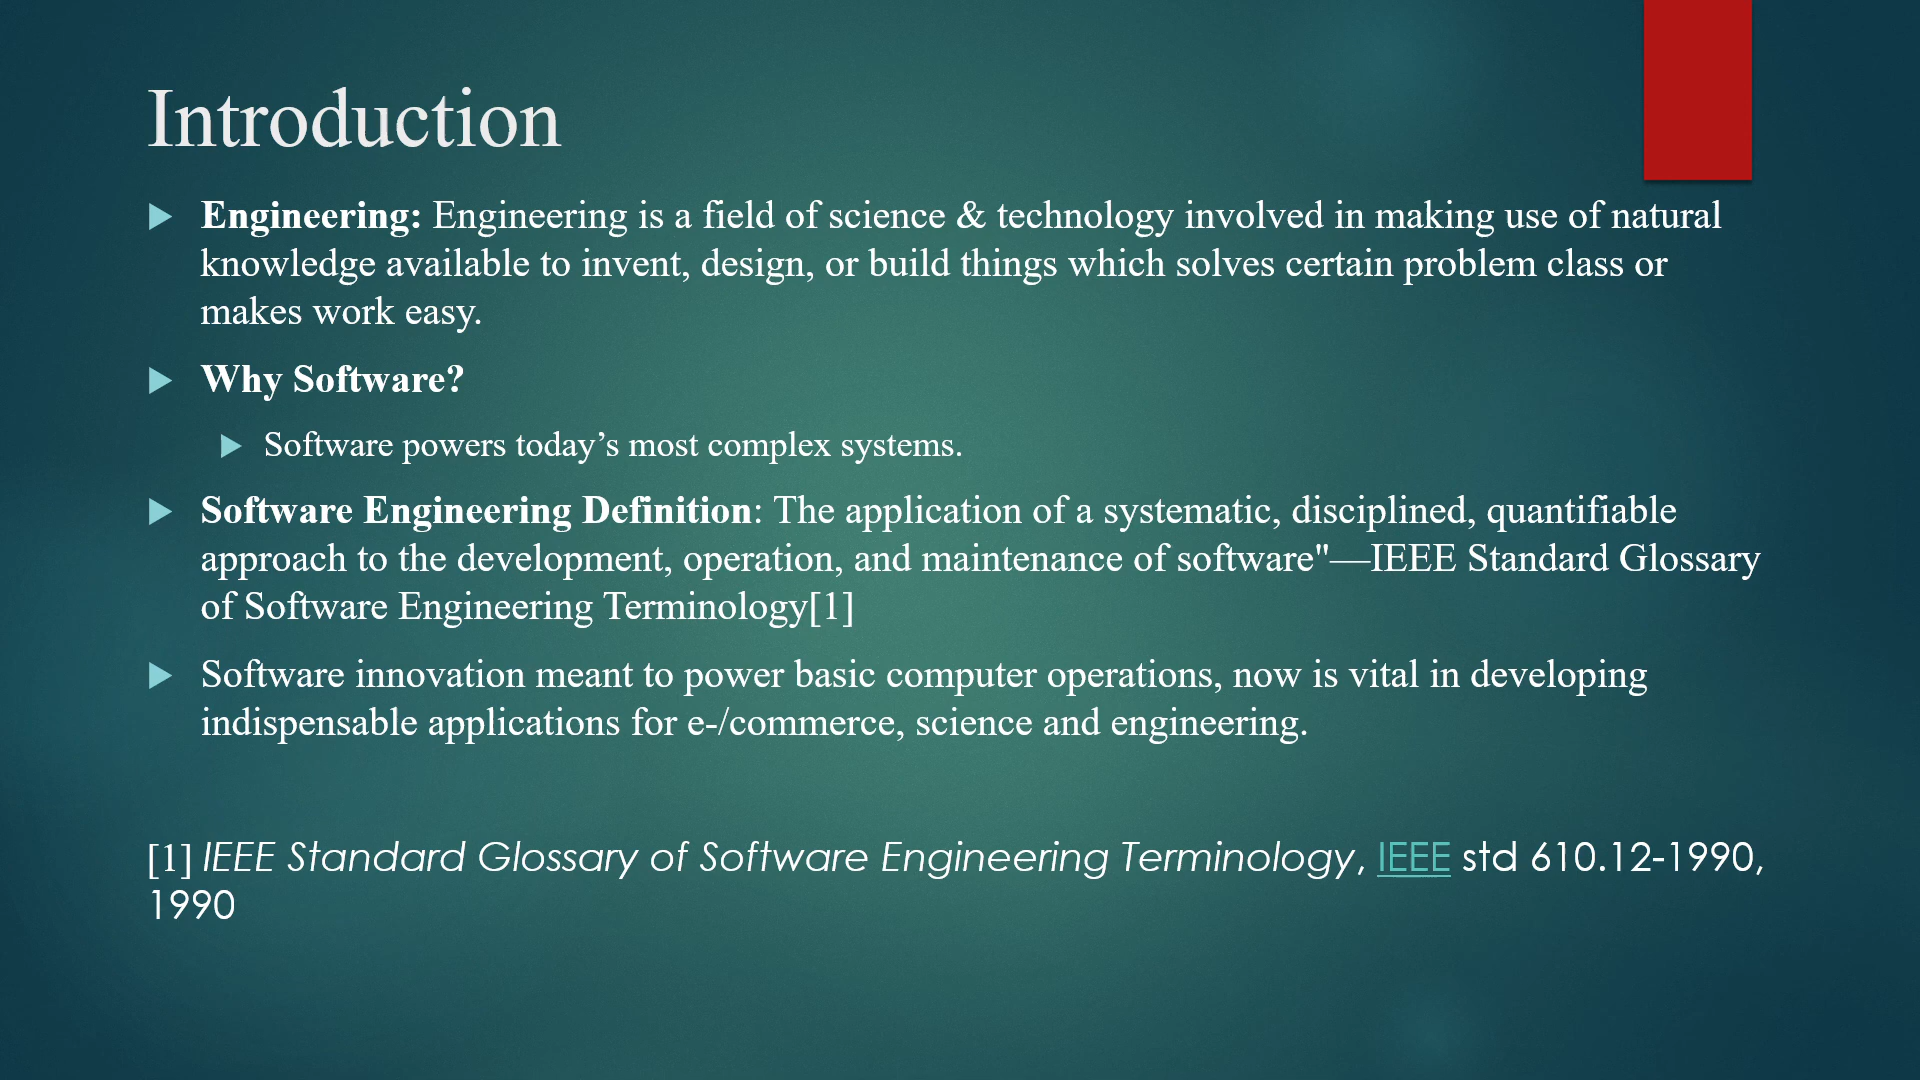 Introduction
Engineering: Engineering is a field of science & technology involved in making use of natural
knowledge available to invent, design, or build things which solves certain problem class or
makes work easy.
Why Software?
Software powers today’s most complex systems.
Software Engineering Definition: The application of a systematic, disciplined, quantifiable
approach to the development, operation, and maintenance of software"—IEEE Standard Glossary
of Software Engineering Terminology[1]
Software innovation meant to power basic computer operations, now is vital in developing
indispensable applications for e-/commerce, science and engineering.
[1] IEEE Standard Glossary of Software Engineering Terminology, IEEE std 610.12-1990,
1990